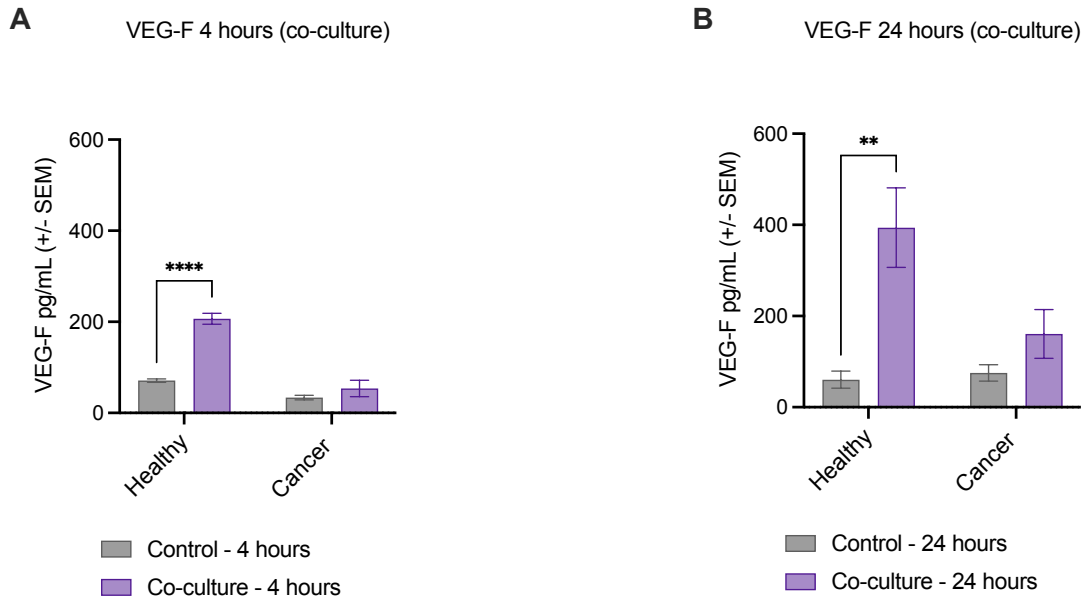 A
VEG-F 4 hours (co-culture)
VEG-F pg/mL (+/- SEM)
600
400
200
0
****
Healthy
Cancer
Control - 4 hours
Co-culture - 4 hours
B
VEG-F 24 hours (co-culture)
VEG-F pg/mL (+/- SEM)
600
400
200
0
**
Healthy
Cancer
Control - 24 hours
Co-culture - 24 hours